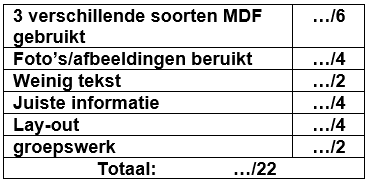 3 verschillende soorten MDF …/6
gebruikt
Foto’s/afbeeldingen beruikt …/4
Weinig tekst …/2
Juiste informatie …/4
Lay-out …/4
groepswerk …/2
Totaal: …/22